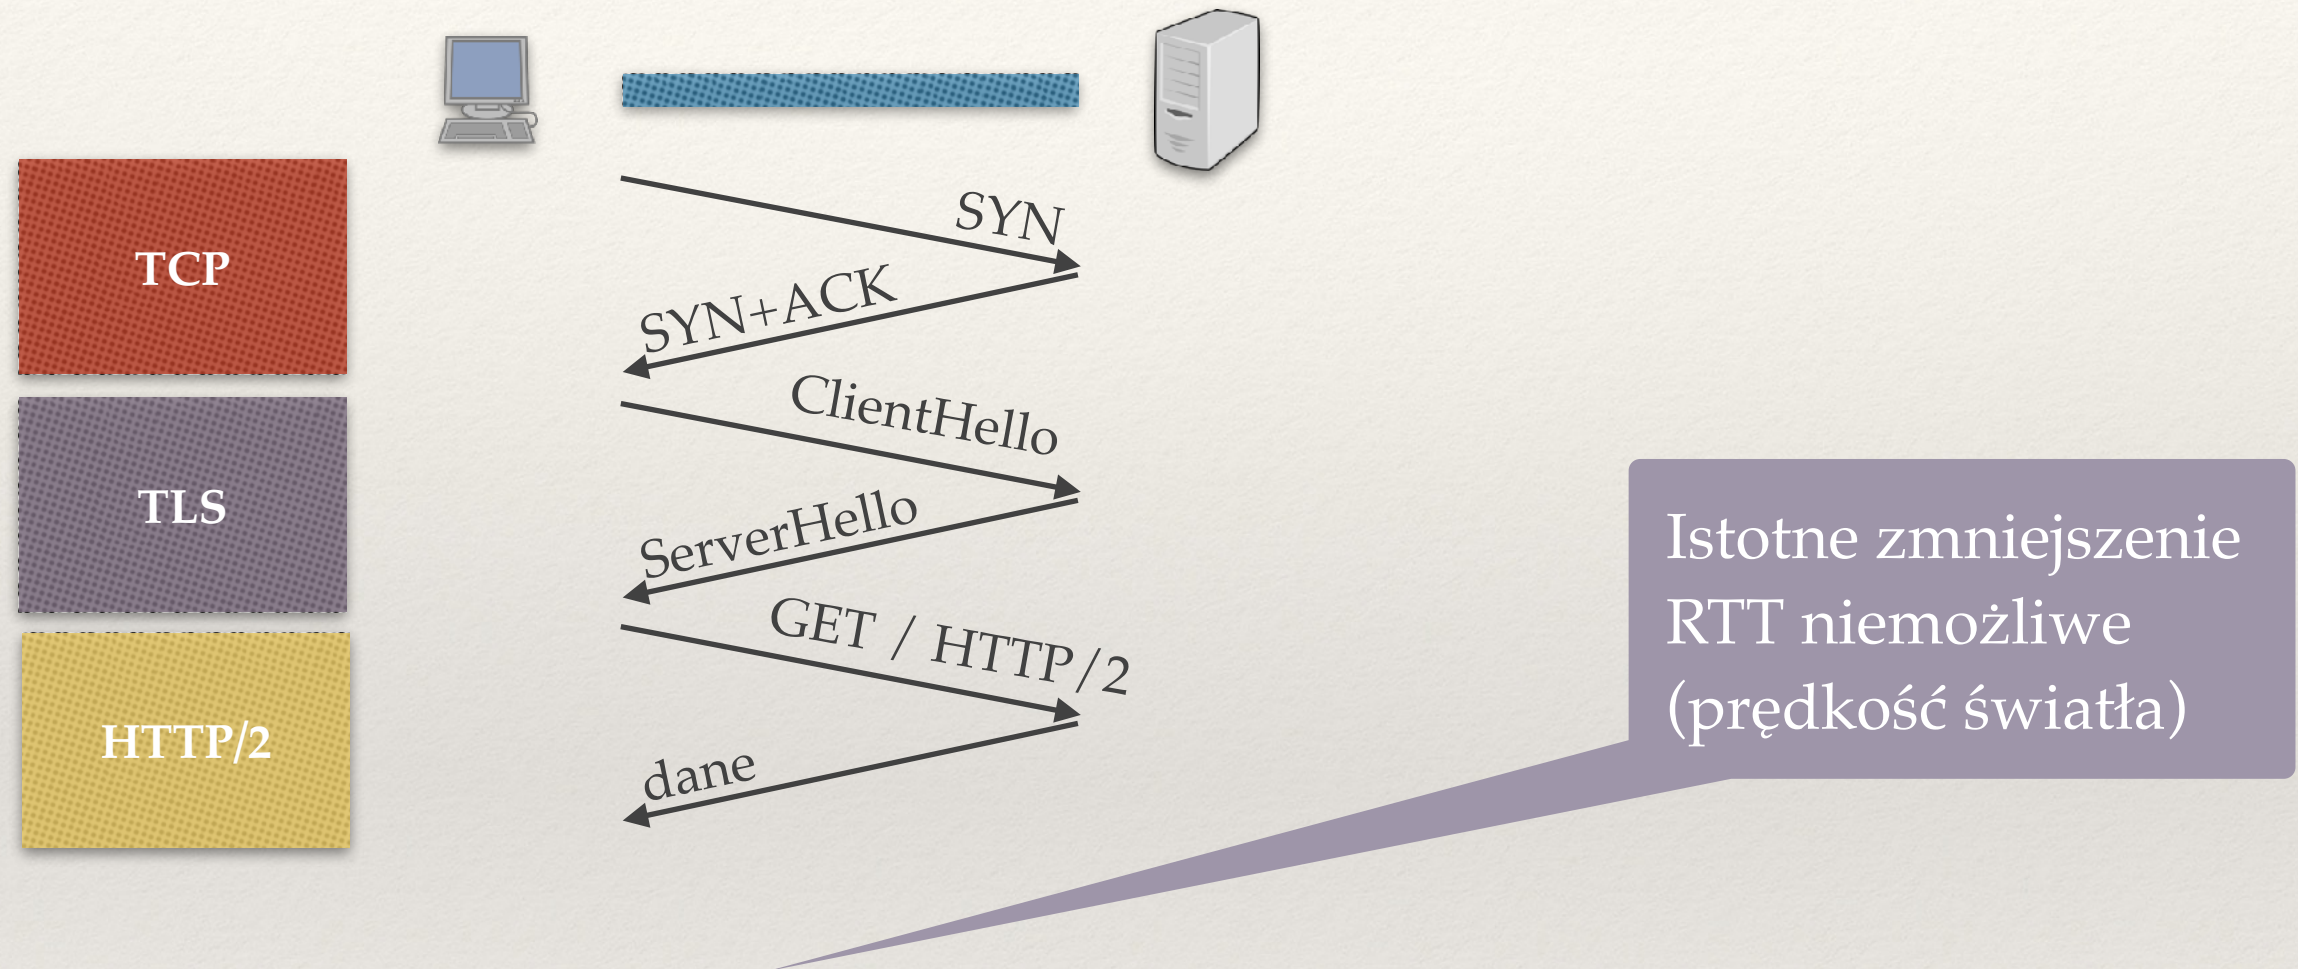 TCP
SYN
SYN+ACK
TLS
ClientHello
ServerHello
HTTP/2
GET / HTTP/2
dane
Istotne zmniejszenie
RTT niemożliwe
(prędkość światła)